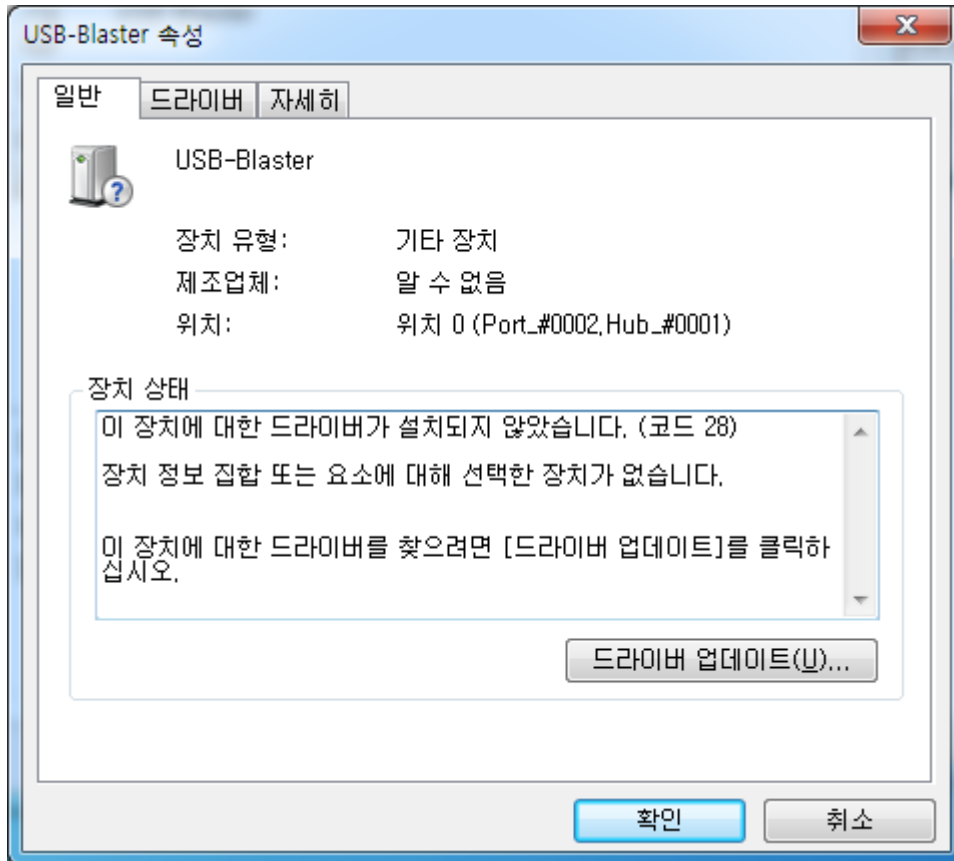 USB-Blaster 속성
일반 드라이버 자세히
USB-Blaster
장치 유형: 기타 장치
제조업체: 알 수 없음
위치: 위치 0 (Port_#0002.Hub_#0001)
장치 상태
이 장치에 대한 드라이버가 설치되지 않았습니다. (코드 28)
장치 정보 집합 또는 요소에 대해 선택한 장치가 없습니다.
이 장치에 대한 드라이버를 찾으려면 [드라이버 업데이트]를 클릭하
십시오.
드라이버 업데이트(U)...
확인 취소